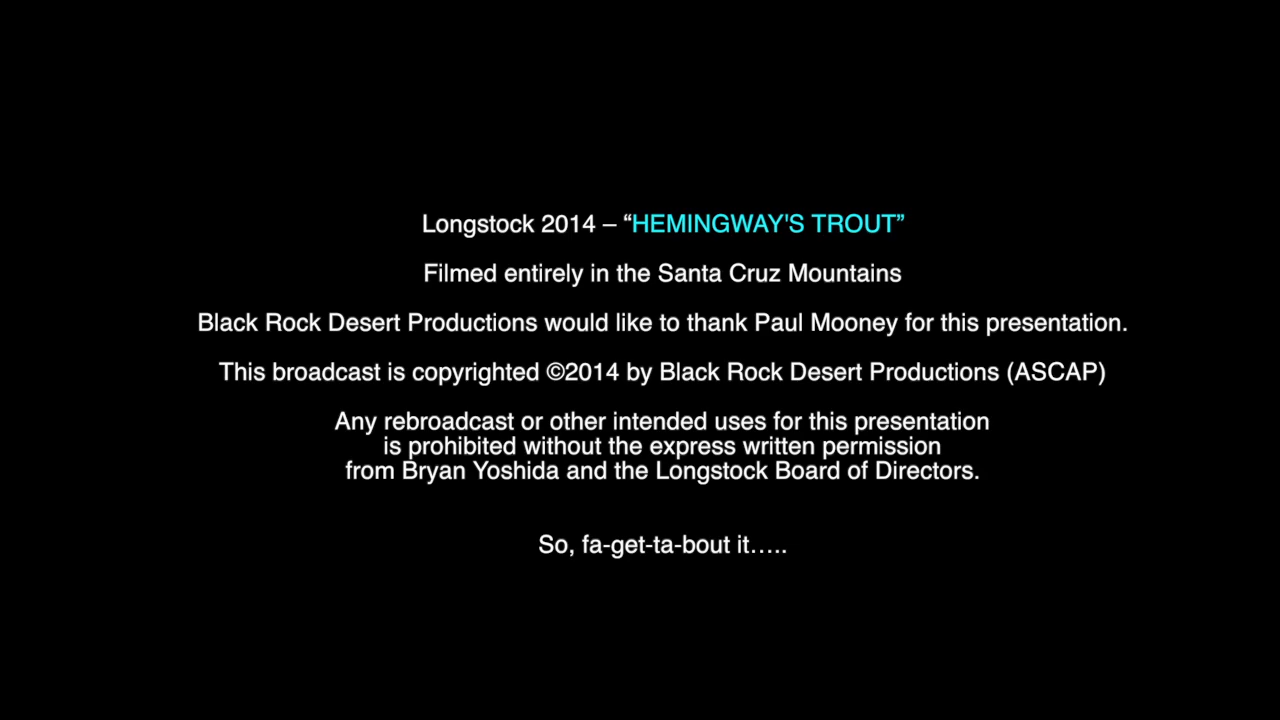 Longstock 2014 – “HEMINGWAY'S TROUT”
Filmed entirely in the Santa Cruz Mountains
Black Rock Desert Productions would like to thank Paul Mooney for this presentation.
This broadcast is copyrighted ©2014 by Black Rock Desert Productions (ASCAP)
Any rebroadcast or other intended uses for this presentation
is prohibited without the express written permission
from Bryan Yoshida and the Longstock Board of Directors.
So, fa-get-ta-bout it…..